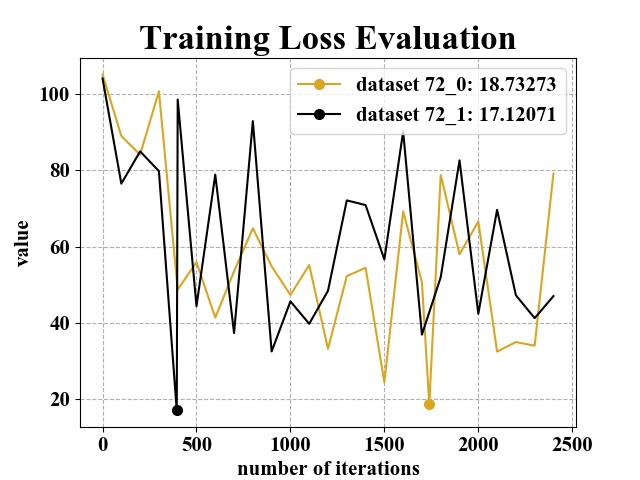 Training Loss Evaluation
dataset 72_0: 18.73273
dataset 72_1: 17.12071
value
100
80
60
40
20
0 500 1000 1500 2000 2500
number of iterations